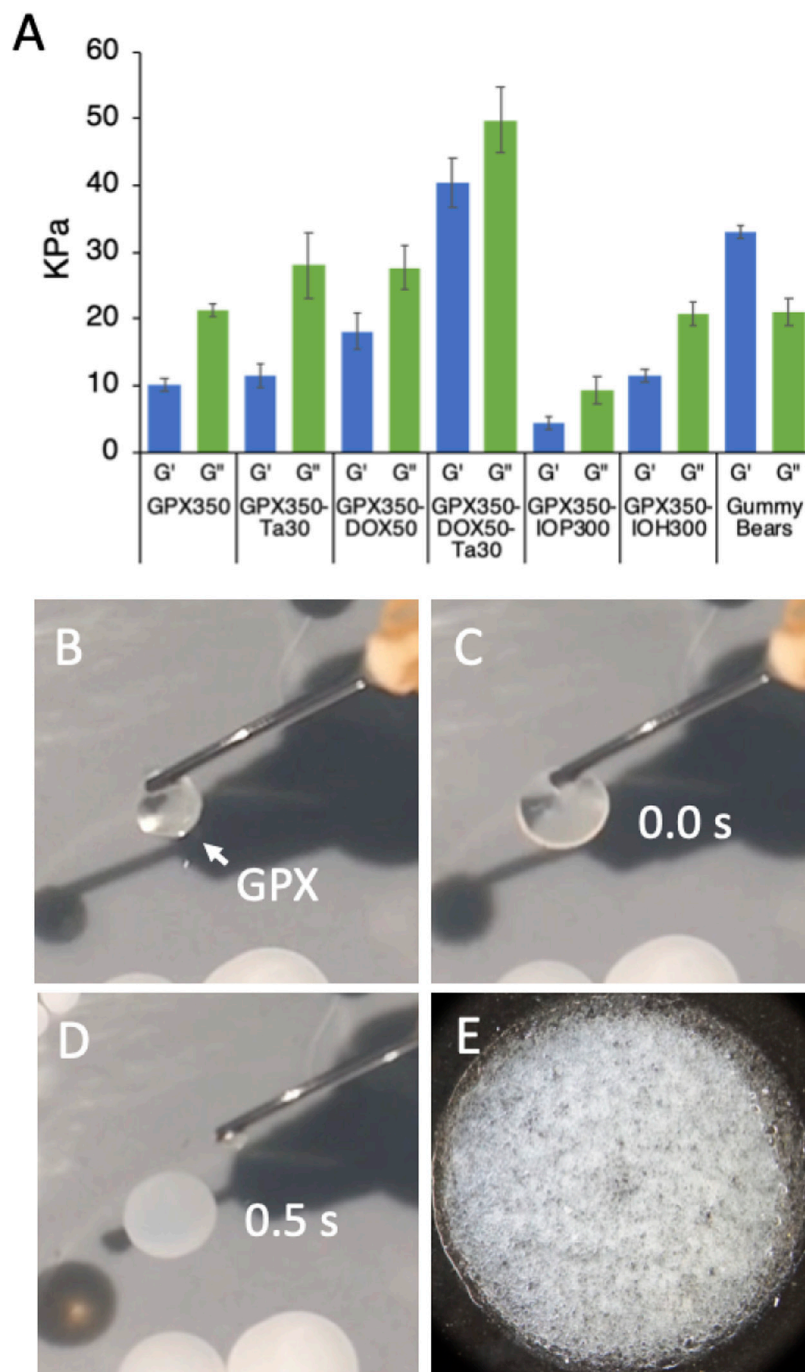 A
60
50
40
30
20
10
0
KPa
G' G" G' G" G' G" G' G" G' G" G' G" G' G"
GPX350 GPX350- GPX350- GPX350- GPX350- GPX350- Gummy
Ta30 DOX50 DOX50- IOP300 IOH300 Bears
Ta30
B C
GPX 0.0 s
D E
0.5 s